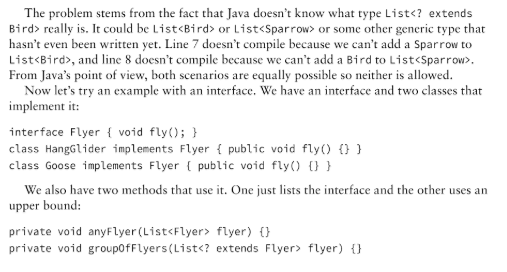 The problem stems from the fact that Java doesn't know what type List<? extends
Bird> really is. It could be List<Bird> or List<Sparrow> or some other generic type that
hasn't even been written yet. Line 7 doesn't compile because we can't add a Sparrow to
List<Bird>, and line 8 doesn't compile because we can't add a Bird to List<Sparrow>.
From Java's point of view, both scenarios are equally possible so neither is allowed.
Now let's try an example with an interface. We have an interface and two classes that
implement it:
interface Flyer { void fly(); }
class HangGlider implements Flyer { public void fly() {} }
class Goose implements Flyer { public void fly() {} }
We also have two methods that use it. One just lists the interface and the other uses an
upper bound:
private void anyFlyer(List<Flyer> flyer) {}
private void groupOfFlyers(List<? extends Flyer> flyer) {}